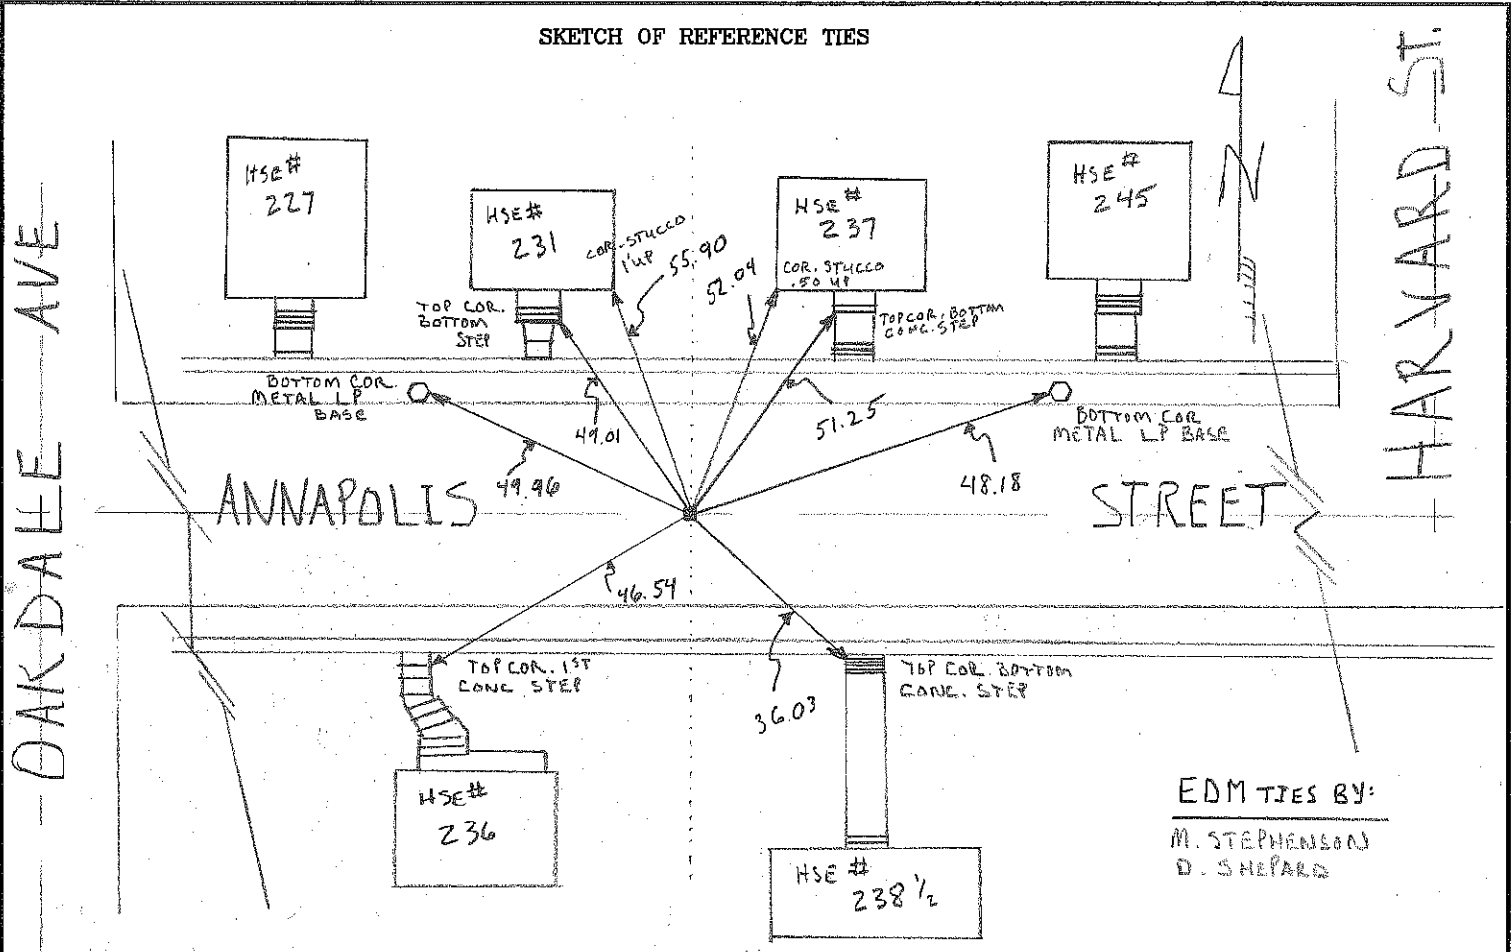 SKETCH OF REFERENCE TIES
HARVARD ST.
OAKDALE AVE
N
HSE #
227
HSE #
231
COR. STUCCO
1'UP
55.90
52.04
HSE #
237
COR. STUCCO
.50 UP
HSE #
245
TOP COR.
BOTTOM
STEP
TOP COR. BOTTOM
CONC. STEP
BOTTOM COR.
METAL LP
BASE
49.01
51.25
BOTTOM COR
METAL LP BASE
49.96
48.18
ANNAPOLIS STREET
46.54
TOP COR. 1ST
CONC STEP
36.03
TOP COR. BOTTOM
CONC. STEP
HSE #
236
HSE #
238 1/2
EDM TIES BY:
M. STEPHENSON
D. SHEPARD